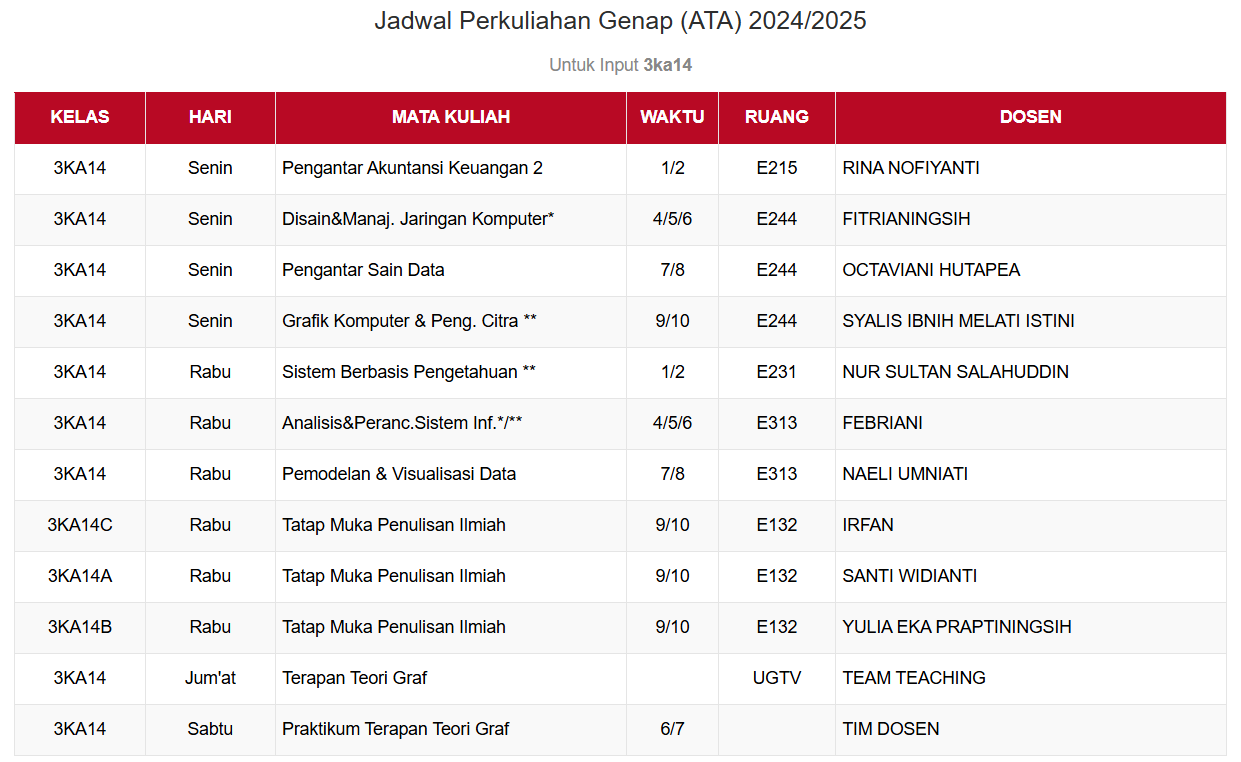 Jadwal Perkuliahan Genap (ATA) 2024/2025
Untuk Input 3ka14
KELAS HARI MATA KULIAH WAKTU RUANG DOSEN
3KA14 Senin Pengantar Akuntansi Keuangan 2 1/2 E215 RINA NOFIYANTI
3KA14 Senin Disain&Manaj. Jaringan Komputer* 4/5/6 E244 FITRIANINGSIH
3KA14 Senin Pengantar Sain Data 7/8 E244 OCTAVIANI HUTAPEA
3KA14 Senin Grafik Komputer & Peng. Citra ** 9/10 E244 SYALIS IBNIH MELATI ISTINI
3KA14 Rabu Sistem Berbasis Pengetahuan ** 1/2 E231 NUR SULTAN SALAHUDDIN
3KA14 Rabu Analisis&Peranc.Sistem Inf.*/** 4/5/6 E313 FEBRIANI
3KA14 Rabu Pemodelan & Visualisasi Data 7/8 E313 NAELI UMNIATI
3KA14C Rabu Tatap Muka Penulisan Ilmiah 9/10 E132 IRFAN
3KA14A Rabu Tatap Muka Penulisan Ilmiah 9/10 E132 SANTI WIDIANTI
3KA14B Rabu Tatap Muka Penulisan Ilmiah 9/10 E132 YULIA EKA PRAPTININGSIH
3KA14 Jum'at Terapan Teori Graf UGTV TEAM TEACHING
3KA14 Sabtu Praktikum Terapan Teori Graf 6/7 TIM DOSEN